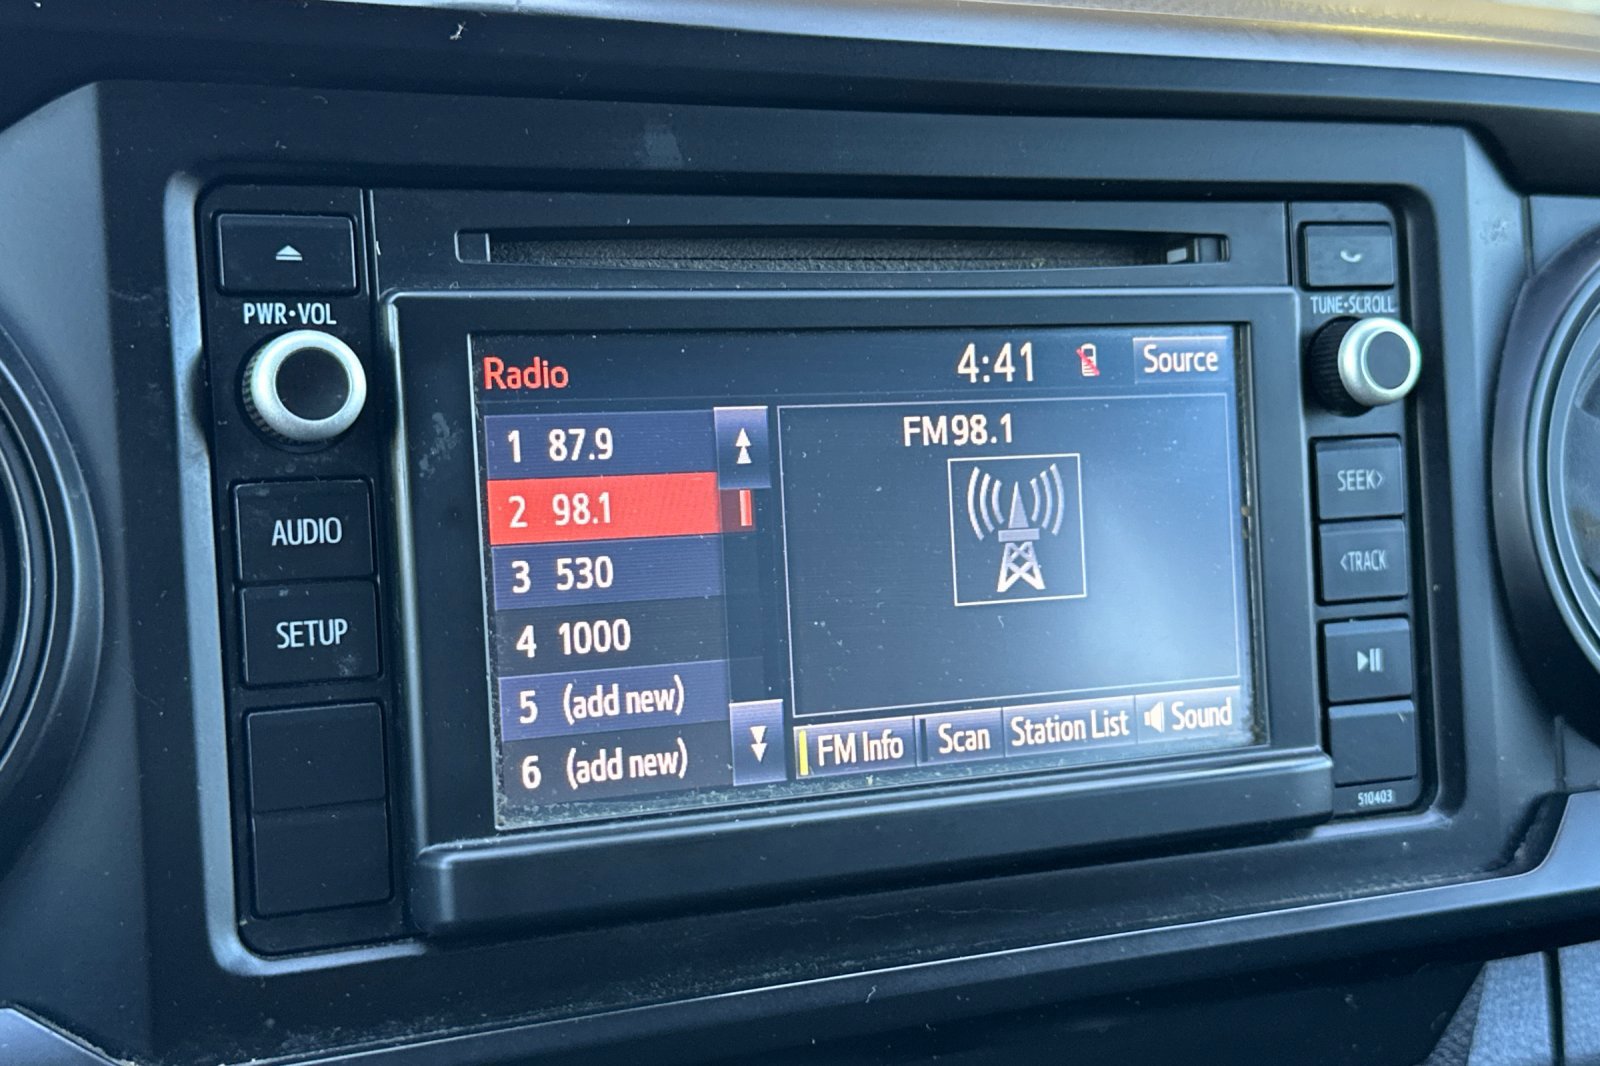 PWR•VOL
AUDIO
SETUP
Radio
4:41
Source
1 87.9
2 98.1
3 530
4 1000
5 (add new)
6 (add new)
FM98.1
FM Info
Scan
Station List
Sound
TUNE•SCROLL
SEEK>
<TRACK
510403